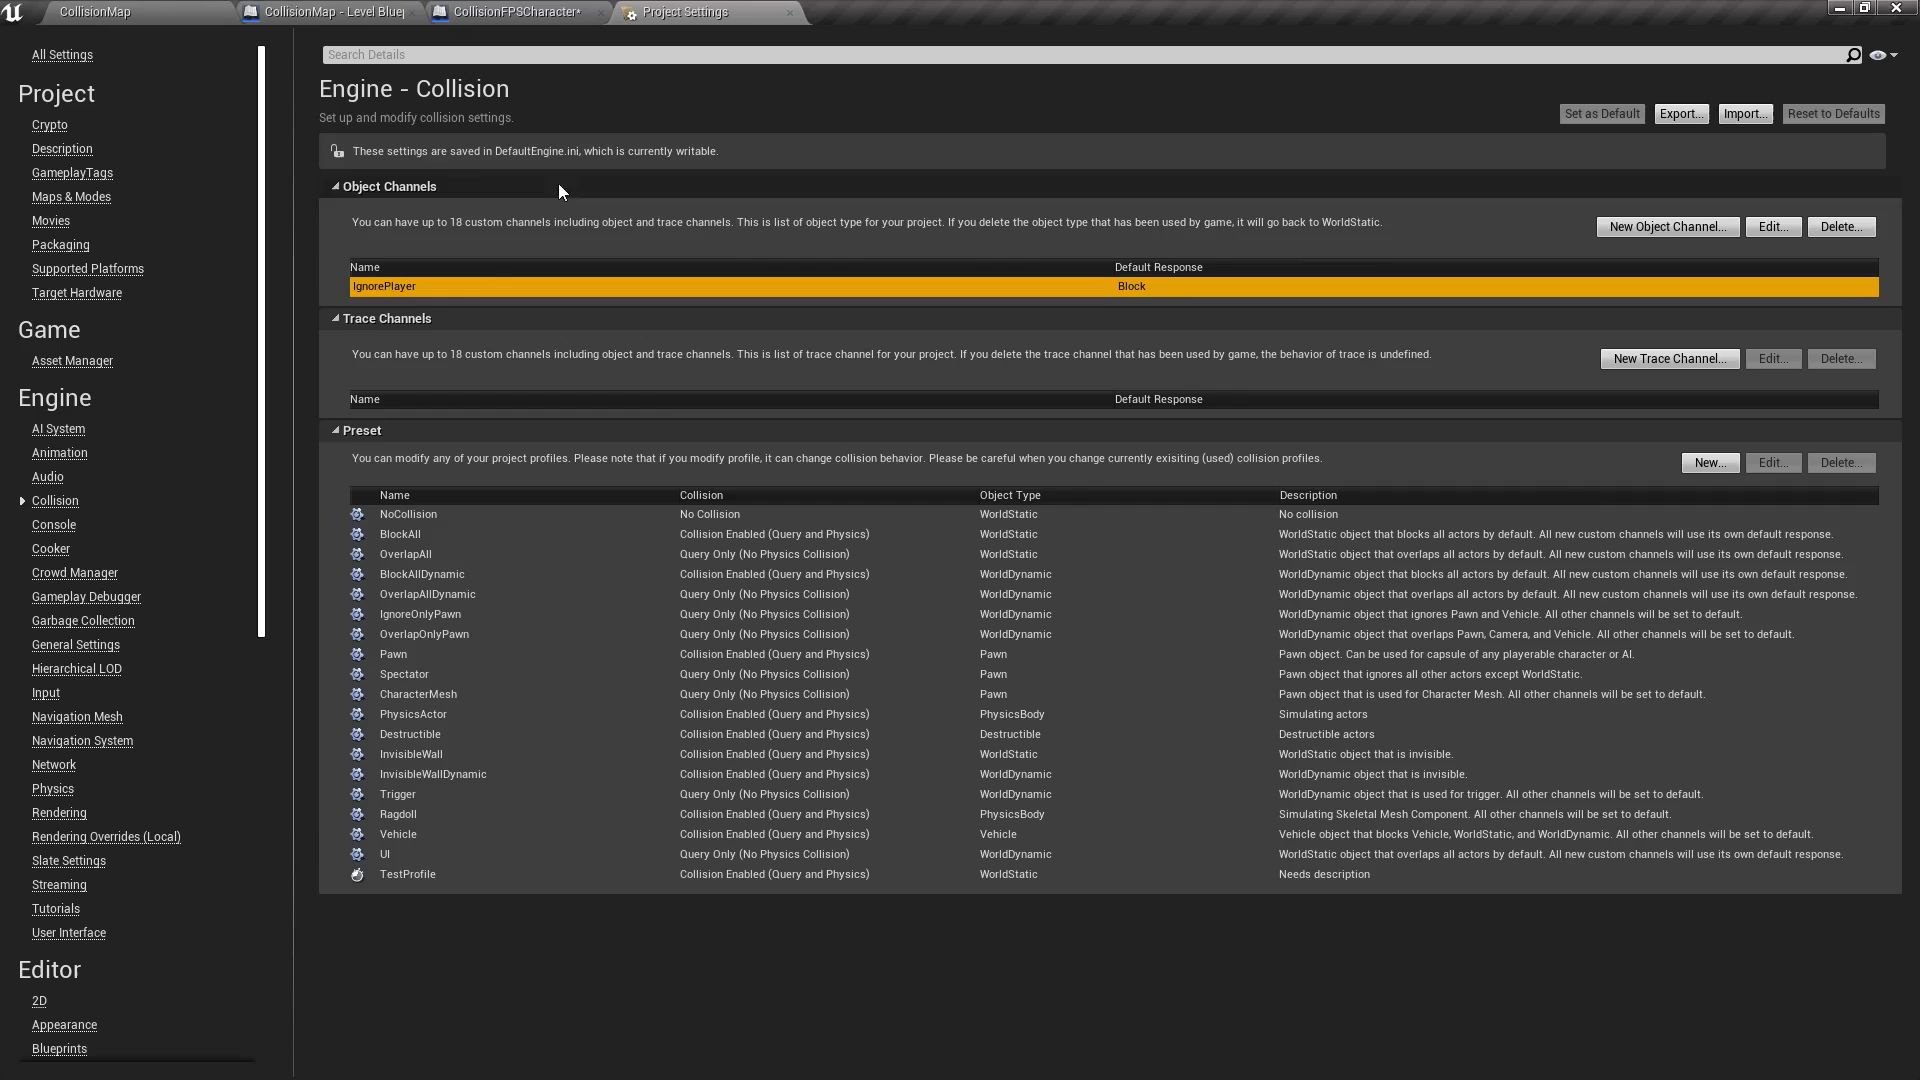 CollisionMap
CollisionMap - Level Bluep
CollisionFPSCharacter*
Project Settings
All Settings
Project
Crypto
Description
GameplayTags
Maps & Modes
Movies
Packaging
Supported Platforms
Target Hardware
Game
Asset Manager
Engine
AI System
Animation
Audio
Collision
Console
Cooker
Crowd Manager
Gameplay Debugger
Garbage Collection
General Settings
Hierarchical LOD
Input
Navigation Mesh
Navigation System
Network
Physics
Rendering
Rendering Overrides (Local)
Slate Settings
Streaming
Tutorials
User Interface
Editor
2D
Appearance
Blueprints
Search Details
Engine - Collision
Set up and modify collision settings.
Set as Default Export... Import... Reset to Defaults
These settings are saved in DefaultEngine.ini, which is currently writable.
Object Channels
You can have up to 18 custom channels including object and trace channels. This is list of object type for your project. If you delete the object type that has been used by game, it will go back to WorldStatic.
New Object Channel... Edit... Delete...
Name Default Response
IgnorePlayer Block
Trace Channels
You can have up to 18 custom channels including object and trace channels. This is list of trace channel for your project. If you delete the trace channel that has been used by game, the behavior of trace is undefined.
New Trace Channel... Edit... Delete...
Name Default Response
Preset
You can modify any of your project profiles. Please note that if you modify profile, it can change collision behavior. Please be careful when you change currently exisiting (used) collision profiles.
New... Edit... Delete...
Name Collision Object Type Description
NoCollision No Collision WorldStatic No collision
BlockAll Collision Enabled (Query and Physics) WorldStatic WorldStatic object that blocks all actors by default. All new custom channels will use its own default response.
OverlapAll Query Only (No Physics Collision) WorldStatic WorldStatic object that overlaps all actors by default. All new custom channels will use its own default response.
BlockAllDynamic Collision Enabled (Query and Physics) WorldDynamic WorldDynamic object that blocks all actors by default. All new custom channels will use its own default response.
OverlapAllDynamic Query Only (No Physics Collision) WorldDynamic WorldDynamic object that overlaps all actors by default. All new custom channels will use its own default response.
IgnoreOnlyPawn Query Only (No Physics Collision) WorldDynamic WorldDynamic object that ignores Pawn and Vehicle. All other channels will be set to default.
OverlapOnlyPawn Query Only (No Physics Collision) WorldDynamic WorldDynamic object that overlaps Pawn, Camera, and Vehicle. All other channels will be set to default.
Pawn Collision Enabled (Query and Physics) Pawn Pawn object. Can be used for capsule of any playerable character or AI.
Spectator Query Only (No Physics Collision) Pawn Pawn object that ignores all other actors except WorldStatic.
CharacterMesh Query Only (No Physics Collision) Pawn Pawn object that is used for Character Mesh. All other channels will be set to default.
PhysicsActor Collision Enabled (Query and Physics) PhysicsBody Simulating actors
Destructible Collision Enabled (Query and Physics) Destructible Destructible actors
InvisibleWall Collision Enabled (Query and Physics) WorldStatic WorldStatic object that is invisible.
InvisibleWallDynamic Collision Enabled (Query and Physics) WorldDynamic WorldDynamic object that is invisible.
Trigger Query Only (No Physics Collision) WorldDynamic WorldDynamic object that is used for trigger. All other channels will be set to default.
Ragdoll Collision Enabled (Query and Physics) PhysicsBody Simulating Skeletal Mesh Component. All other channels will be set to default.
Vehicle Collision Enabled (Query and Physics) Vehicle Vehicle object that blocks Vehicle, WorldStatic, and WorldDynamic. All other channels will be set to default.
UI Query Only (No Physics Collision) WorldDynamic WorldStatic object that overlaps all actors by default. All new custom channels will use its own default response.
TestProfile Collision Enabled (Query and Physics) WorldStatic Needs description